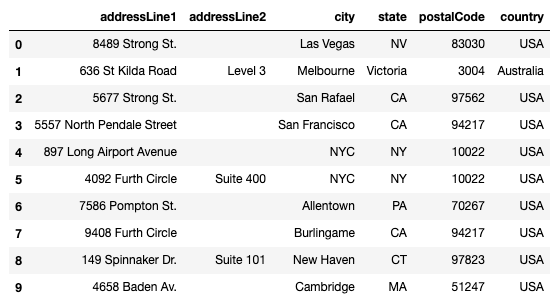 addressLine1 addressLine2 city state postalCode country
0 8489 Strong St. Las Vegas NV 83030 USA
1 636 St Kilda Road Level 3 Melbourne Victoria 3004 Australia
2 5677 Strong St. San Rafael CA 97562 USA
3 5557 North Pendale Street San Francisco CA 94217 USA
4 897 Long Airport Avenue NYC NY 10022 USA
5 4092 Furth Circle Suite 400 NYC NY 10022 USA
6 7586 Pompton St. Allentown PA 70267 USA
7 9408 Furth Circle Burlingame CA 94217 USA
8 149 Spinnaker Dr. Suite 101 New Haven CT 97823 USA
9 4658 Baden Av. Cambridge MA 51247 USA